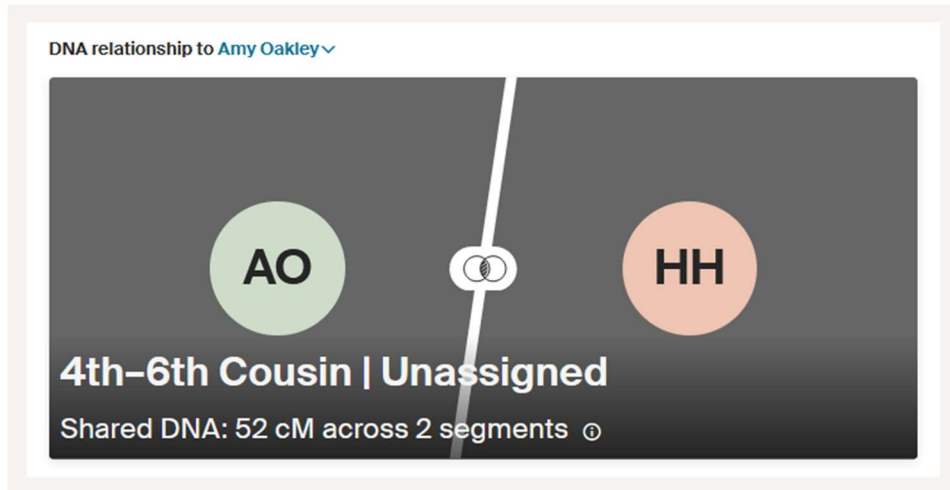 DNA relationship to Amy Oakley
AO
HH
4th–6th Cousin | Unassigned
Shared DNA: 52 cM across 2 segments